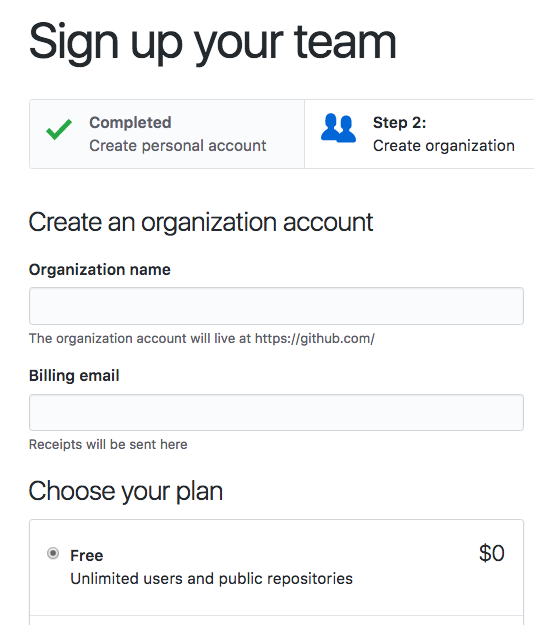 Sign up your team
Completed
Create personal account
Step 2:
Create organization
Create an organization account
Organization name
The organization account will live at https://github.com/
Billing email
Receipts will be sent here
Choose your plan
Free
$0
Unlimited users and public repositories